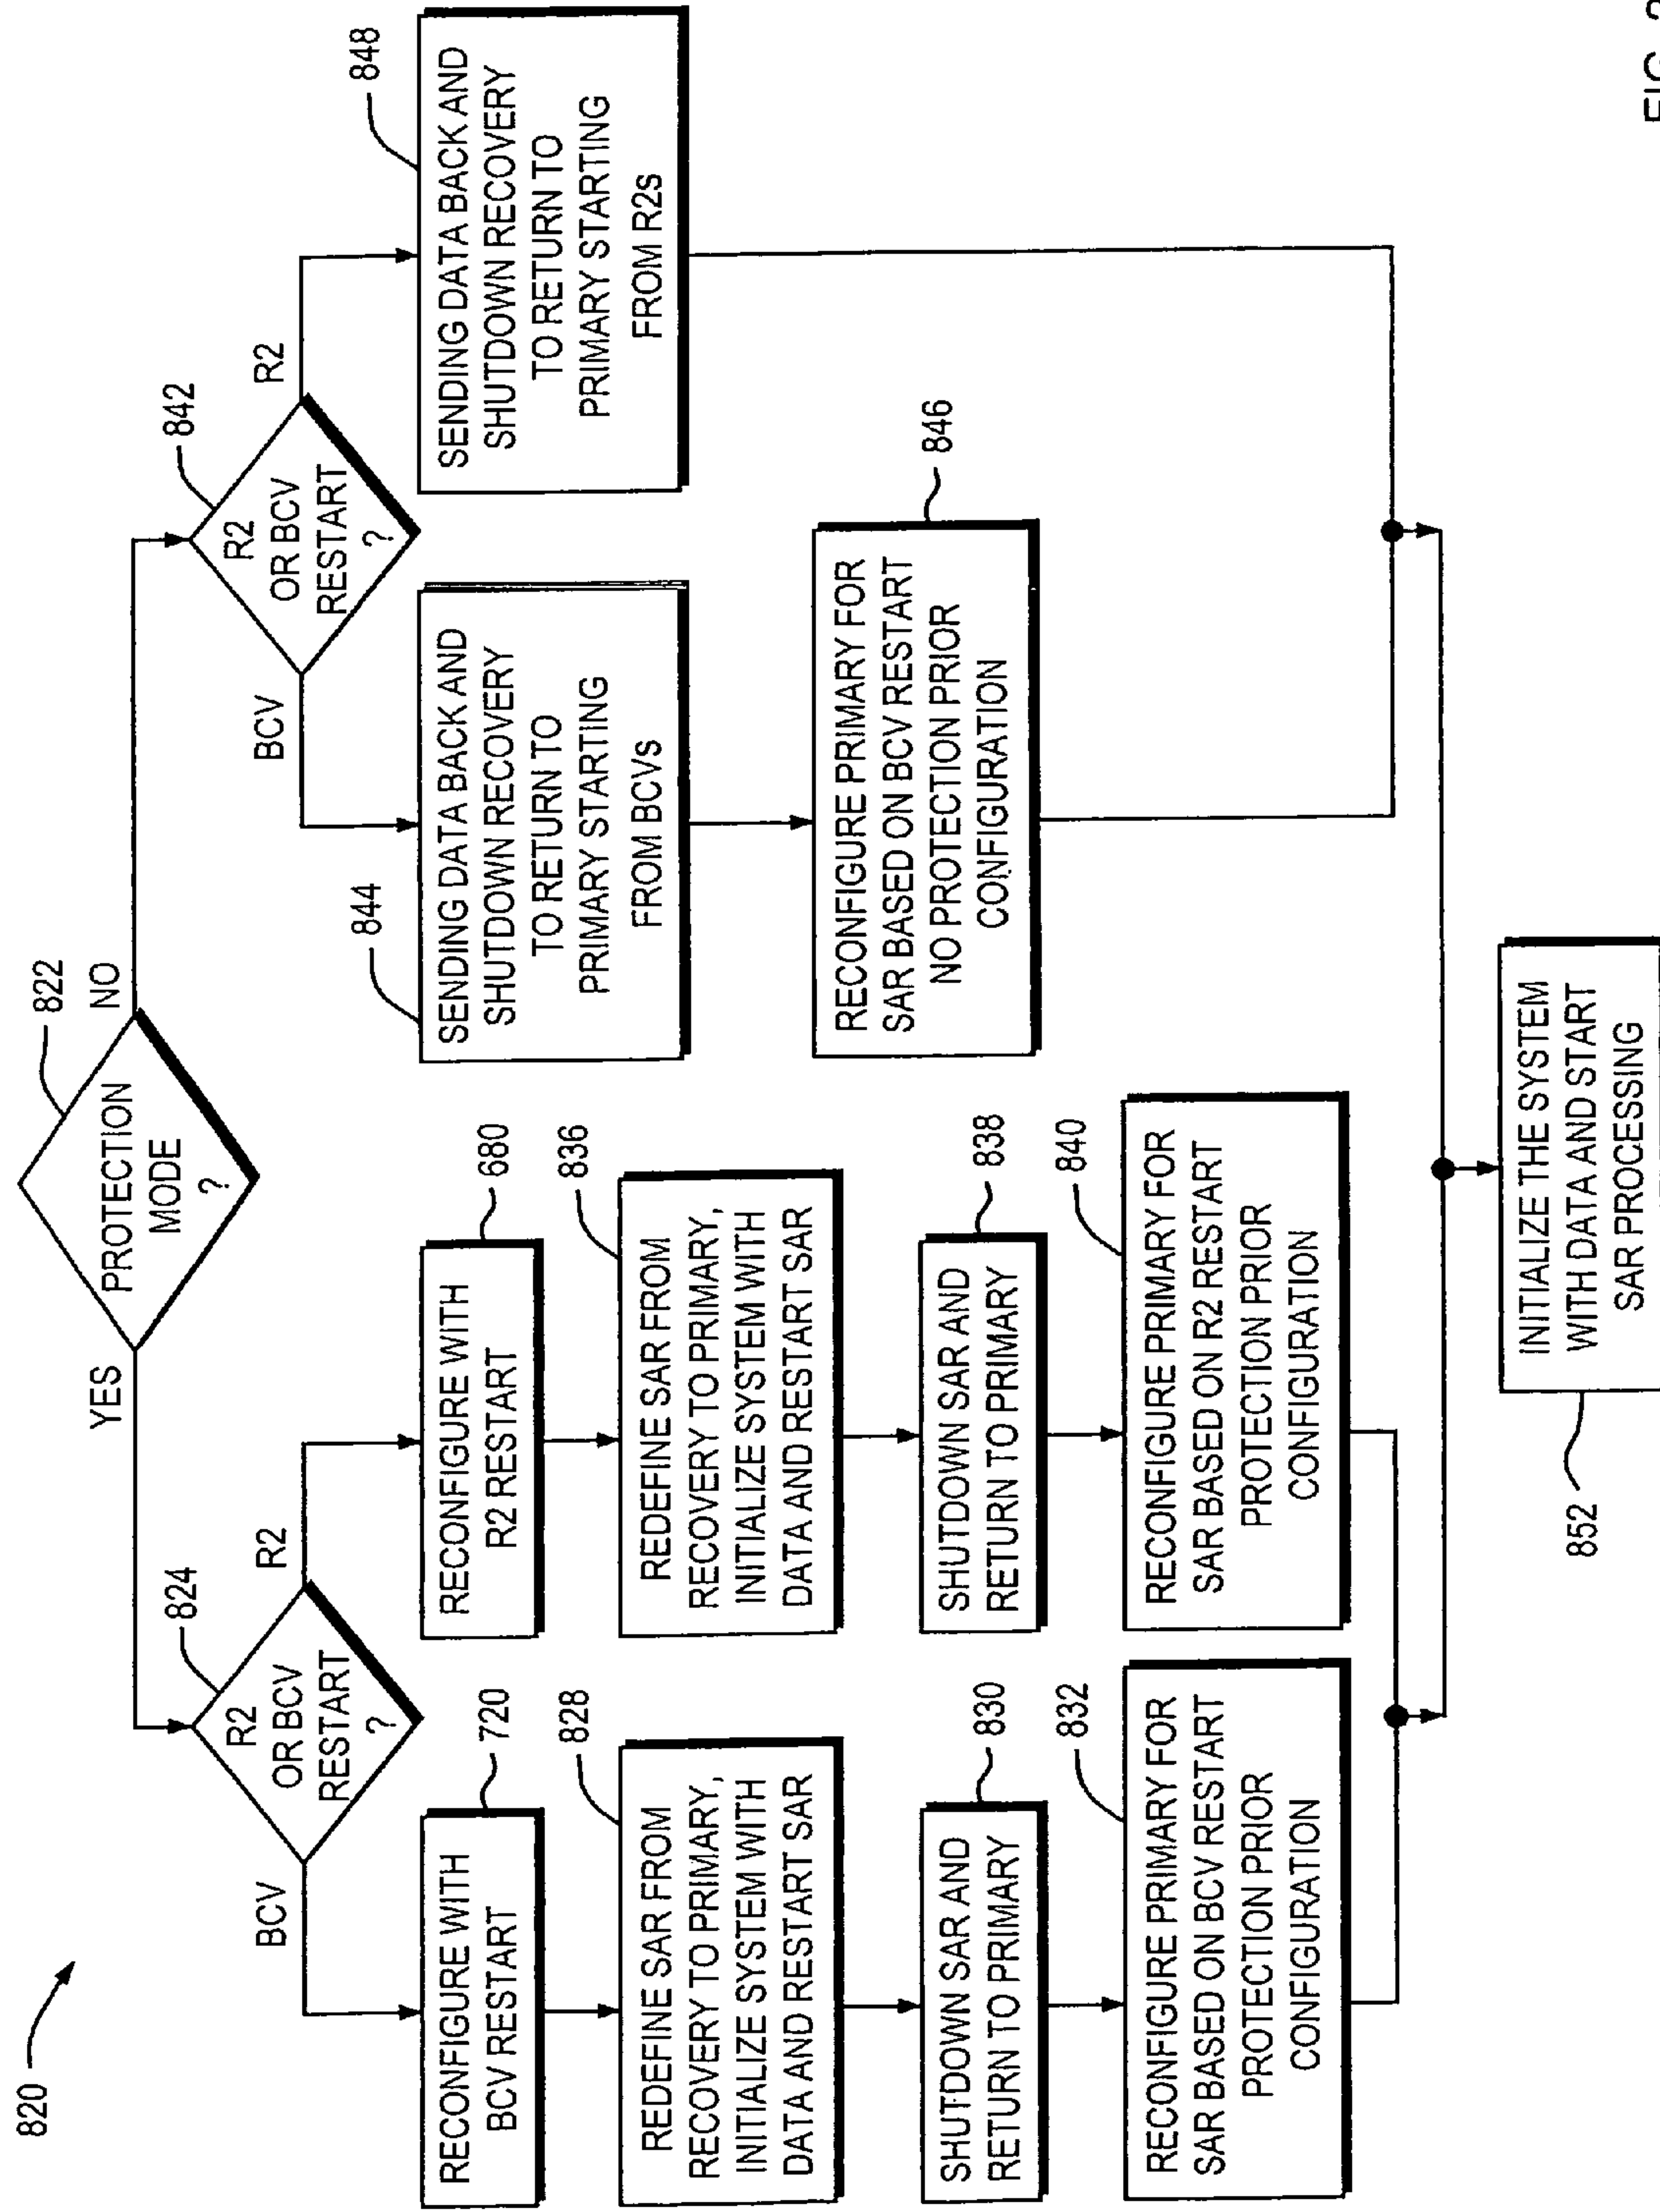 820
PROTECTION
MODE
?
822
YES
NO
R2
OR BCV
RESTART
?
824
BCV
R2
RECONFIGURE WITH
BCV RESTART
720
REDEFINE SAR FROM
RECOVERY TO PRIMARY,
INITIALIZE SYSTEM WITH
DATA AND RESTART SAR
828
SHUTDOWN SAR AND
RETURN TO PRIMARY
830
RECONFIGURE PRIMARY FOR
SAR BASED ON BCV RESTART
PROTECTION PRIOR
CONFIGURATION
832
RECONFIGURE WITH
R2 RESTART
680
REDEFINE SAR FROM
RECOVERY TO PRIMARY,
INITIALIZE SYSTEM WITH
DATA AND RESTART SAR
836
SHUTDOWN SAR AND
RETURN TO PRIMARY
838
RECONFIGURE PRIMARY FOR
SAR BASED ON R2 RESTART
PROTECTION PRIOR
CONFIGURATION
840
R2
OR BCV
RESTART
?
842
BCV
R2
844
SENDING DATA BACK AND
SHUTDOWN RECOVERY
TO RETURN TO
PRIMARY STARTING
FROM BCVs
RECONFIGURE PRIMARY FOR
SAR BASED ON BCV RESTART
NO PROTECTION PRIOR
CONFIGURATION
846
SENDING DATA BACK AND
SHUTDOWN RECOVERY
TO RETURN TO
PRIMARY STARTING
FROM R2s
848
852
INITIALIZE THE SYSTEM
WITH DATA AND START
SAR PROCESSING
FIG.